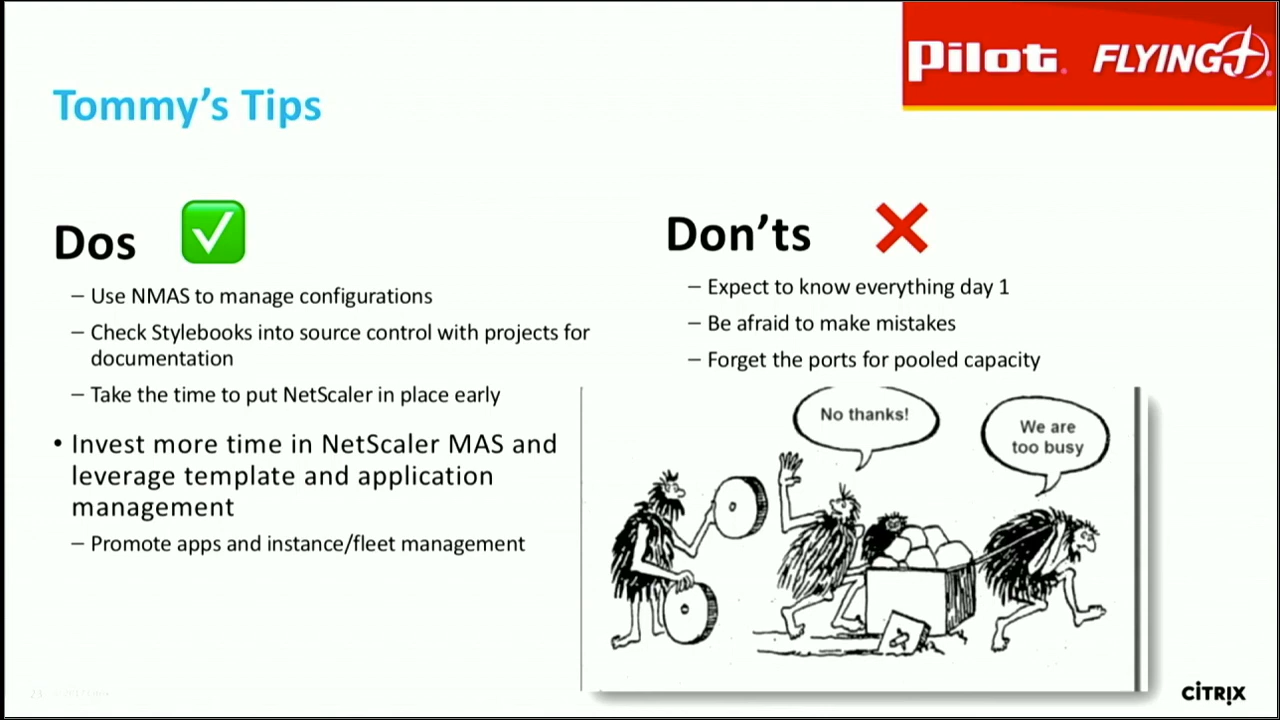 Pilot FLYING J
Tommy's Tips
Dos
– Use NMAS to manage configurations
– Check Stylebooks into source control with projects for
documentation
– Take the time to put NetScaler in place early
• Invest more time in NetScaler MAS and
leverage template and application
management
– Promote apps and instance/fleet management
Don'ts
– Expect to know everything day 1
– Be afraid to make mistakes
– Forget the ports for pooled capacity
No thanks!
We are
too busy
CİTRIX